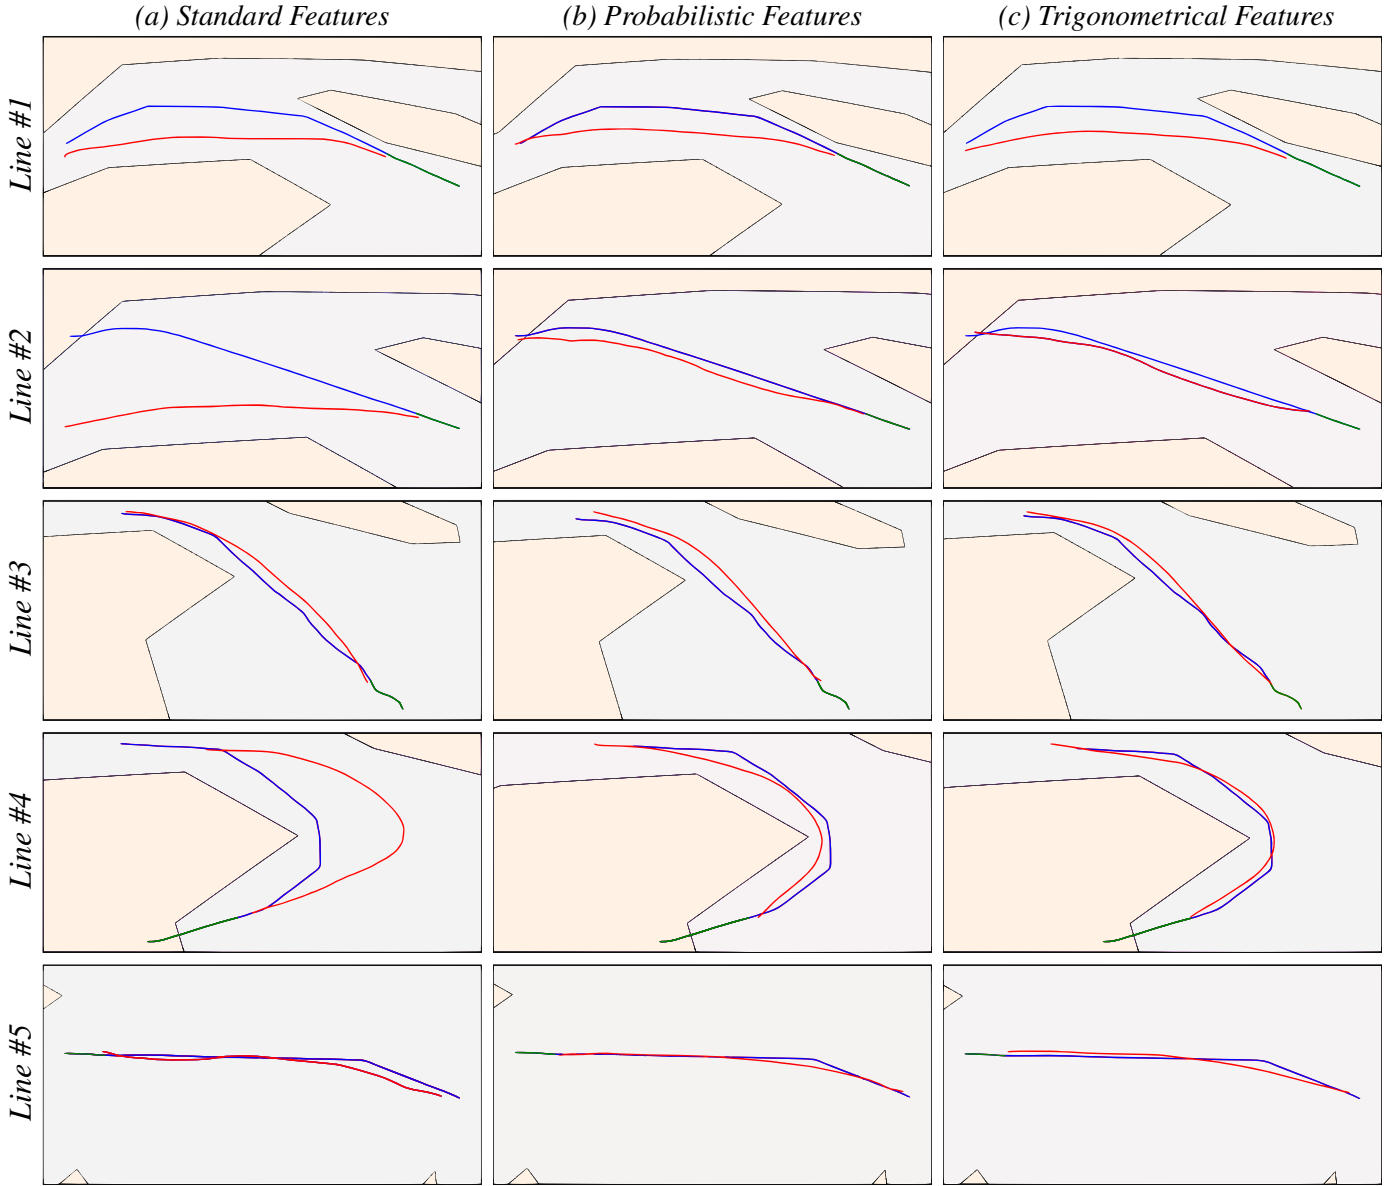 (a) Standard Features
(b) Probabilistic Features
(c) Trigonometrical Features
Line #1
Line #2
Line #3
Line #4
Line #5